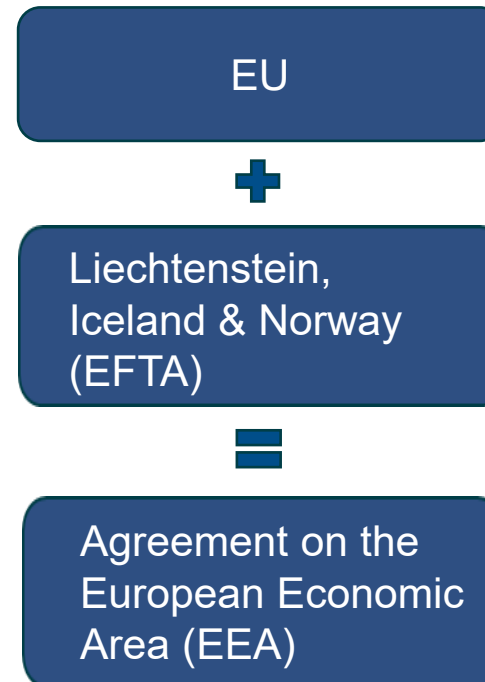 EU
Liechtenstein,
Iceland & Norway
(EFTA)
Agreement on the
European Economic
Area (EEA)